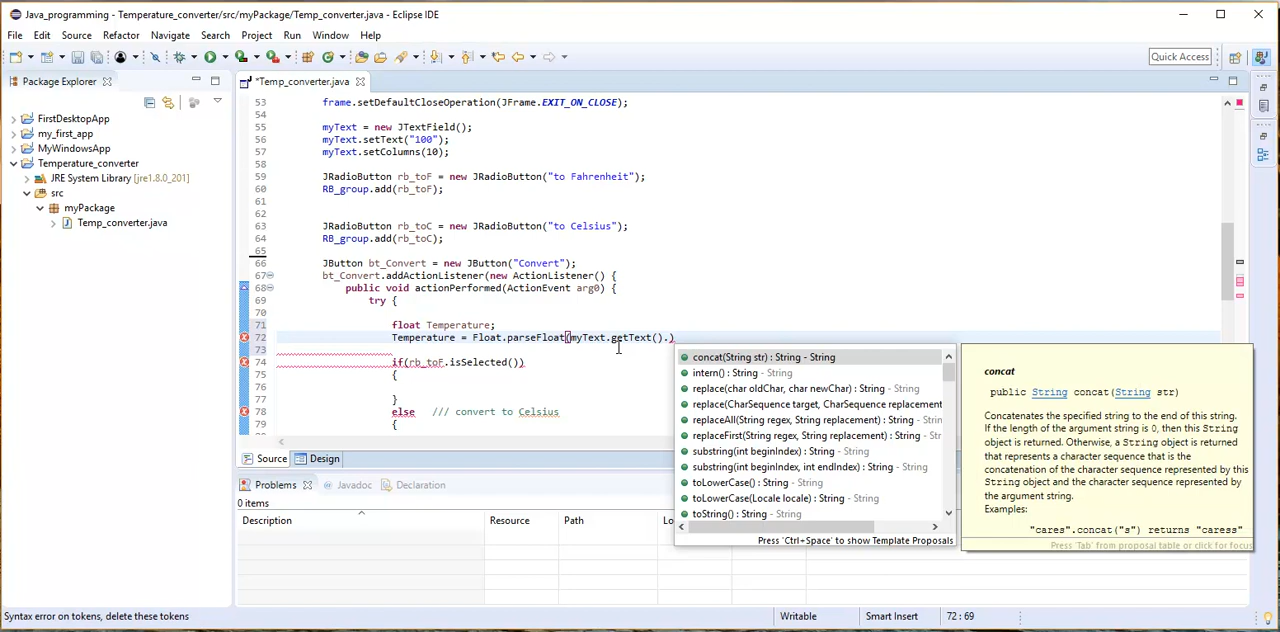 Java_programming - Temperature_converter/src/myPackage/Temp_converter.java - Eclipse IDE
File Edit Source Refactor Navigate Search Project Run Window Help
Quick Access
Package Explorer
*Temp_converter.java
FirstDesktopApp
my_first_app
MyWindowsApp
Temperature_converter
JRE System Library [jre1.8.0_201]
src
myPackage
Temp_converter.java
53 frame.setDefaultCloseOperation(JFrame.EXIT_ON_CLOSE);
54
55 myText = new JTextField();
56 myText.setText("100");
57 myText.setColumns(10);
58
59 JRadioButton rb_toF = new JRadioButton("to Fahrenheit");
60 RB_group.add(rb_toF);
61
62
63 JRadioButton rb_toC = new JRadioButton("to Celsius");
64 RB_group.add(rb_toC);
65
66 JButton bt_Convert = new JButton("Convert");
67 bt_Convert.addActionListener(new ActionListener() {
68 public void actionPerformed(ActionEvent arg0) {
69 try {
70
71 float Temperature;
72 Temperature = Float.parseFloat(myText.getText().)
73
74 if(rb_toF.isSelected())
75 {
76 }
78 else /// convert to Celsius
79 {
concat(String str) : String - String
intern() : String - String
replace(char oldChar, char newChar) : String - String
replace(CharSequence target, CharSequence replacement
replaceAll(String regex, String replacement) : String - Str
replaceFirst(String regex, String replacement) : String - Str
substring(int beginIndex) : String - String
substring(int beginIndex, int endIndex) : String - String
toLowerCase() : String - String
toLowerCase(Locale locale) : String - String
toString() : String - String
Press 'Ctrl+Space' to show Template Proposals
concat
public String concat(String str)
Concatenates the specified string to the end of this string.
If the length of the argument string is 0, then this String
object is returned. Otherwise, a String object is returned
that represents a character sequence that is the
concatenation of the character sequence represented by this
String object and the character sequence represented by
the argument string.
Examples:
"cares".concat("s") returns "caress"
Press 'Tab' from proposal table or click for focus
Source Design
Problems Javadoc Declaration
0 items
Description Resource Path Lo
Syntax error on tokens, delete these tokens
Writable Smart Insert 72 : 69